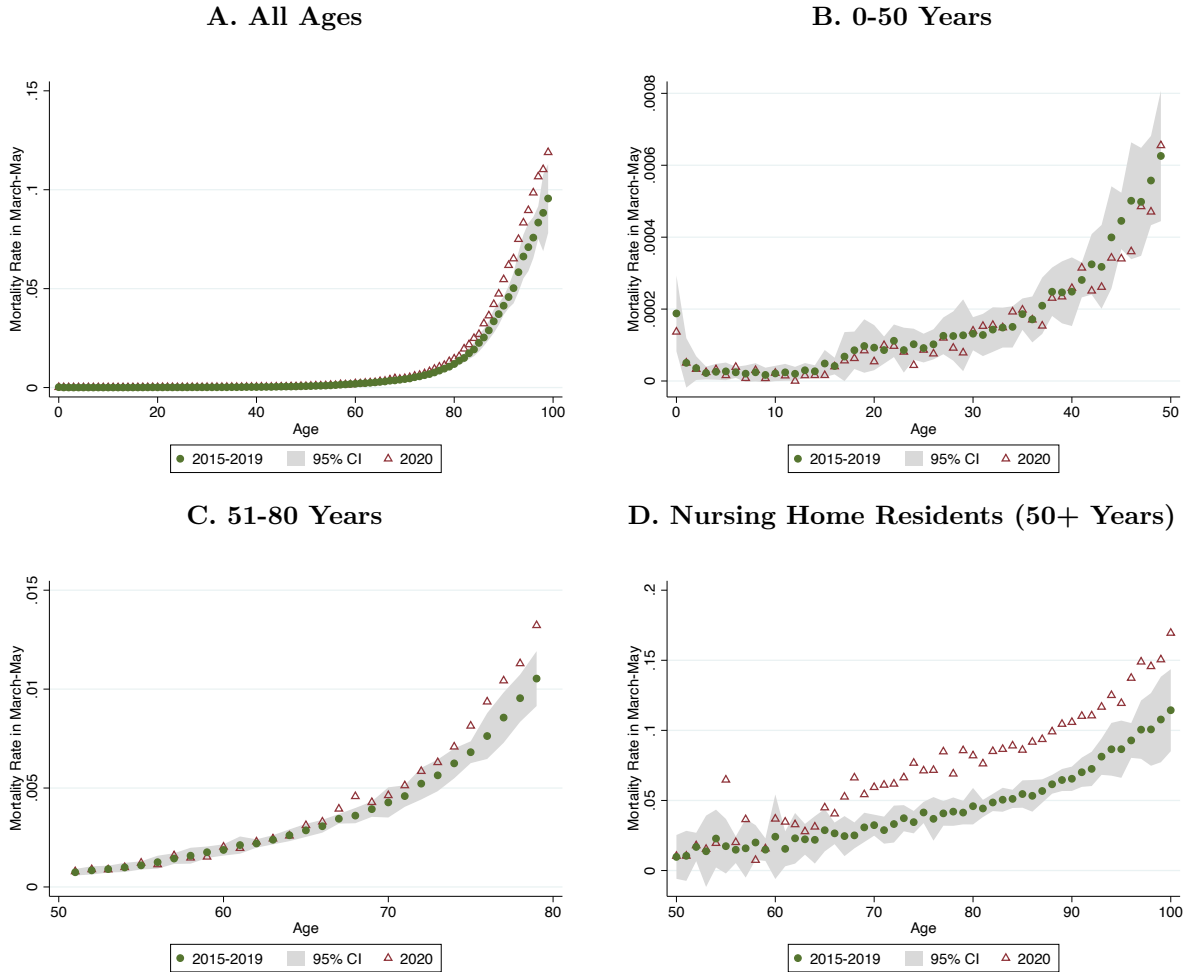 A. All Ages
Mortality Rate in March-May
.15
.1
.05
0
0 20 40 60 80 100
Age
2015-2019 95% CI 2020
B. 0-50 Years
Mortality Rate in March-May
.0008
.0006
.0004
.0002
0
0 10 20 30 40 50
Age
2015-2019 95% CI 2020
C. 51-80 Years
Mortality Rate in March-May
.015
.01
.005
0
50 60 70 80
Age
2015-2019 95% CI 2020
D. Nursing Home Residents (50+ Years)
Mortality Rate in March-May
.2
.15
.1
.05
0
50 60 70 80 90 100
Age
2015-2019 95% CI 2020